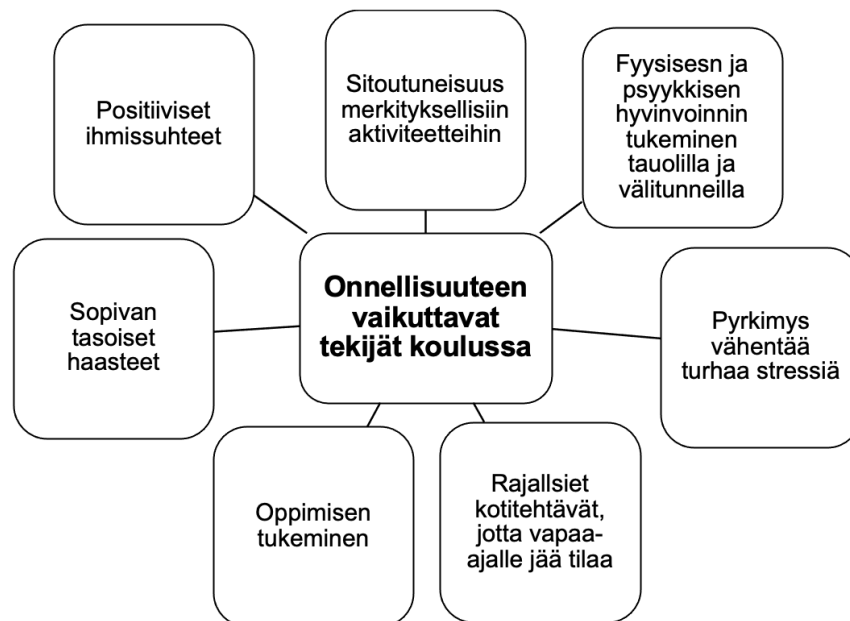 Positiiviset
ihmissuhteet
Sitoutuneisuus
merkityksellisiin
aktiviteetteihin
Fyysisesn ja
psyykkisen
hyvinvoinnin
tukeminen
tauolilla ja
välitunneilla
Sopivan
tasoiset
haasteet
Onnellisuuteen
vaikuttavat
tekijät koulussa
Pyrkimys
vähentää
turhaa stressiä
Oppimisen
tukeminen
Rajallsiet
kotitehtävät,
jotta vapaa-
ajalle jää tilaa